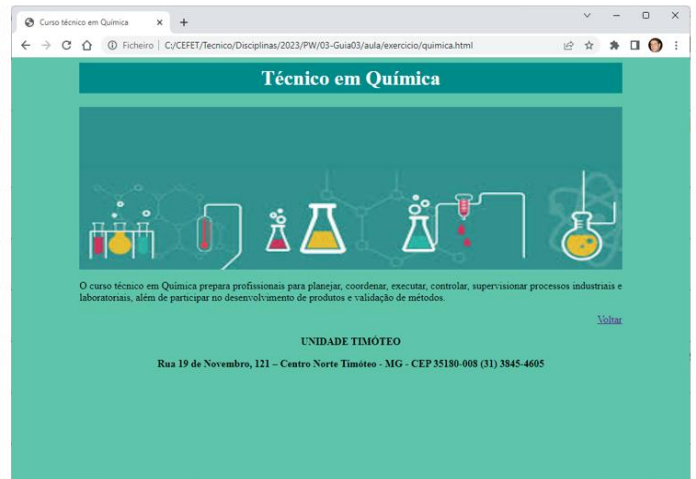 Curso técnico em Química
Ficheiro | C:/CEFET/Tecnico/Disciplinas/2023/PW/03-Guia03/aula/exercicio/quimica.html
Técnico em Química
O curso técnico em Química prepara profissionais para planejar, coordenar, executar, controlar, supervisionar processos industriais e
laboratoriais, além de participar no desenvolvimento de produtos e validação de métodos.
Voltar
UNIDADE TIMÓTEO
Rua 19 de Novembro, 121 – Centro Norte Timóteo - MG - CEP 35180-008 (31) 3845-4605